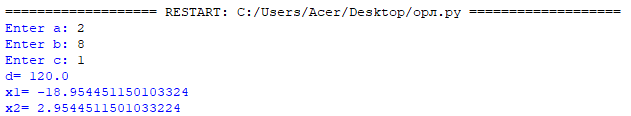 =================== RESTART: C:/Users/Acer/Desktop/орл.py ===================
Enter a: 2
Enter b: 8
Enter c: 1
d= 120.0
x1= -18.954451150103324
x2= 2.9544511501033224